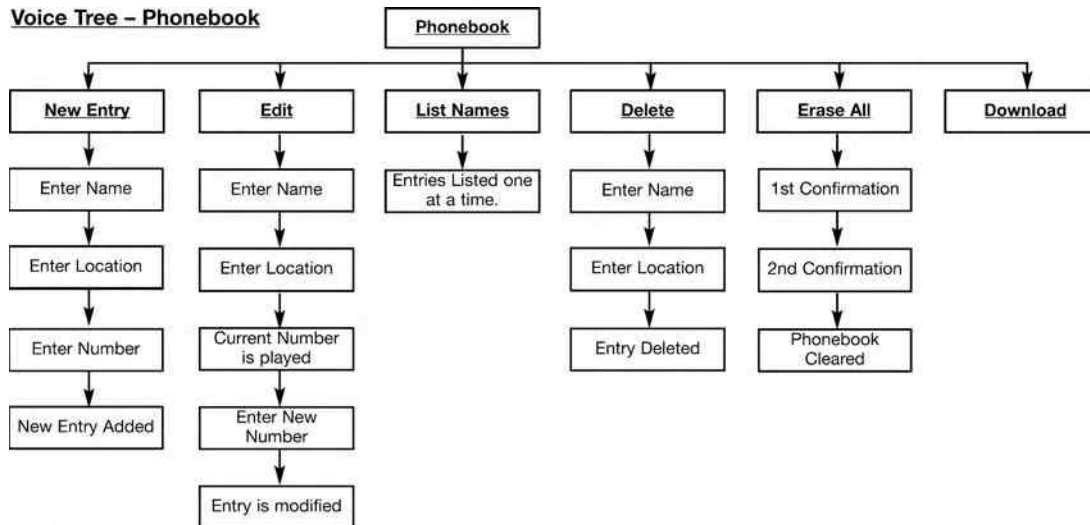 Voice Tree – Phonebook
Phonebook
New Entry
Edit
List Names
Delete
Erase All
Download
Enter Name
Enter Name
Entries Listed one
at a time.
Enter Name
1st Confirmation
Enter Location
Enter Location
Enter Location
2nd Confirmation
Enter Number
Current Number
is played
Entry Deleted
Phonebook
Cleared
New Entry Added
Enter New
Number
Entry is modified